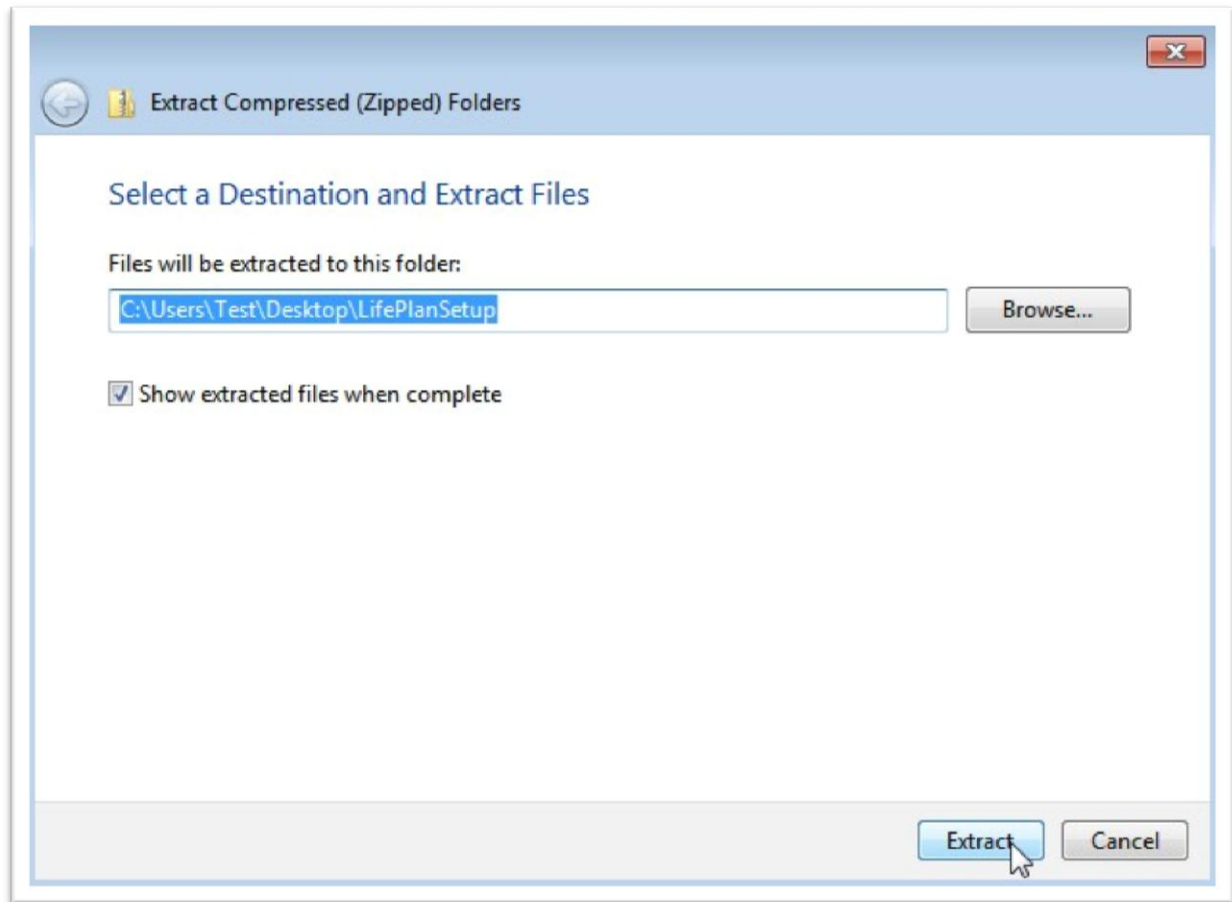 Extract Compressed (Zipped) Folders
Select a Destination and Extract Files
Files will be extracted to this folder:
C:\Users\Test\Desktop\LifePlanSetup
Browse...
Show extracted files when complete
Extract
Cancel